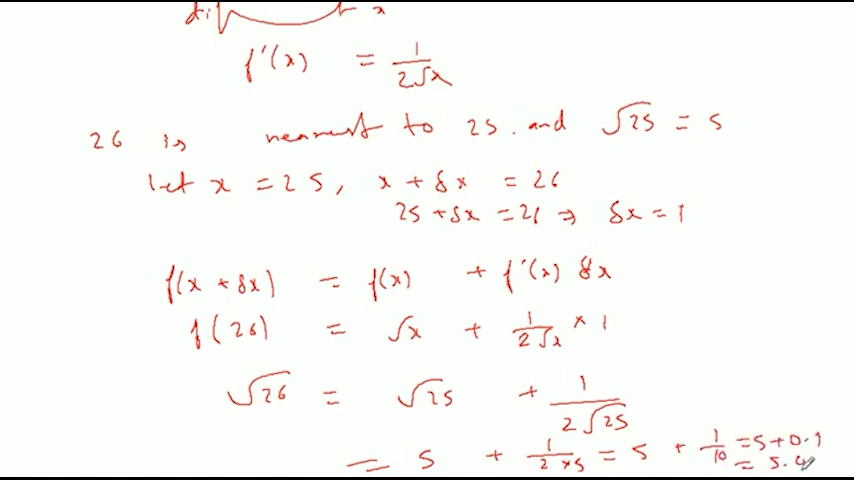 dif x
f'(x) = 1/(2√x)
26 is nearest to 25. and √25 = 5
let x = 25, x + δx = 26
25 + δx = 26 ⇒ δx = 1
f(x + δx) = f(x) + f'(x) δx
f(26) = √x + 1/(2√x) × 1
√26 = √25 + 1/(2√25)
= 5 + 1/(2×5) = 5 + 1/10 = 5 + 0.1
= 5.